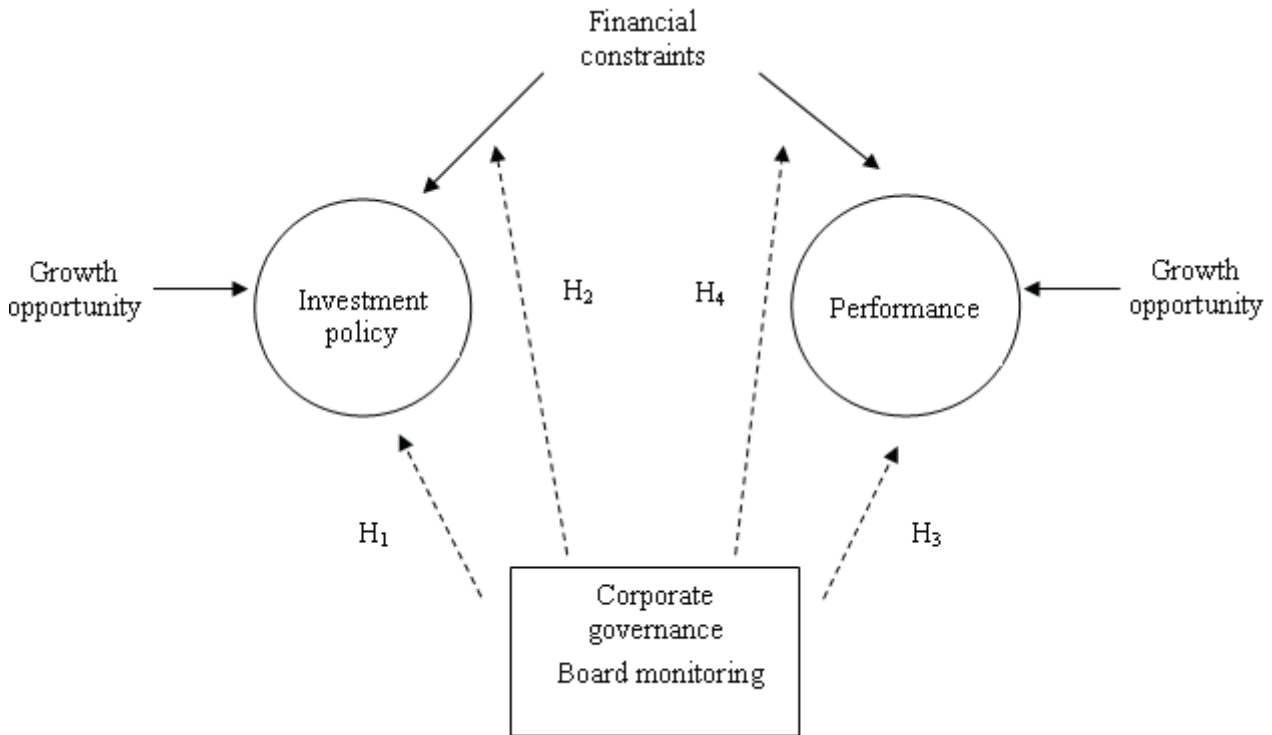 Financial
constraints
Growth
opportunity
Investment
policy
H₂
H₄
Performance
Growth
opportunity
H₁
H₃
Corporate
governance
Board monitoring